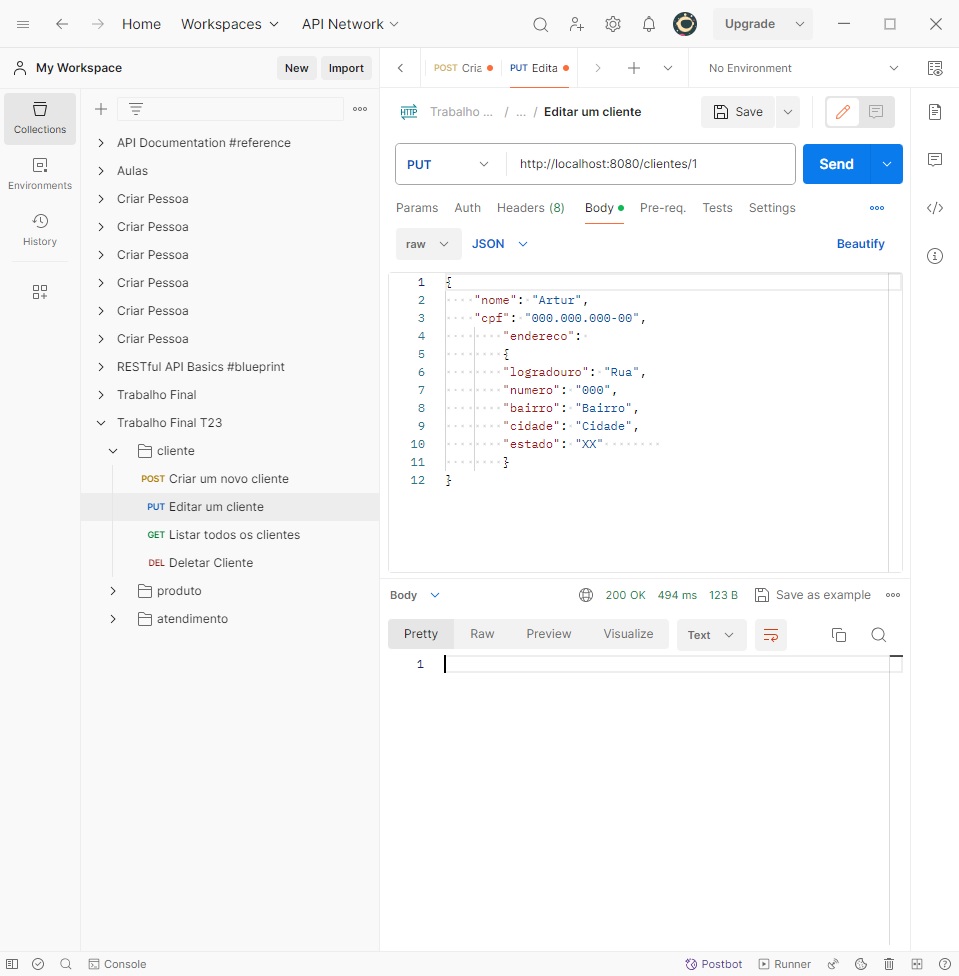 Home Workspaces API Network Upgrade
My Workspace New Import
POST Cria PUT Edita No Environment
Collections
Environments
History
API Documentation #reference
Aulas
Criar Pessoa
Criar Pessoa
Criar Pessoa
Criar Pessoa
Criar Pessoa
Criar Pessoa
RESTful API Basics #blueprint
Trabalho Final
Trabalho Final T23
cliente
POST Criar um novo cliente
PUT Editar um cliente
GET Listar todos os clientes
DEL Deletar Cliente
produto
atendimento
HTTP Trabalho ... / ... / Editar um cliente Save
PUT http://localhost:8080/clientes/1 Send
Params Auth Headers (8) Body Pre-req. Tests Settings
raw JSON Beautify
1 {
2 "nome": "Artur",
3 "cpf": "000.000.000-00",
4 "endereco":
5 {
6 "logradouro": "Rua",
7 "numero": "000",
8 "bairro": "Bairro",
9 "cidade": "Cidade",
10 "estado": "XX"
11 }
12 }
Body 200 OK 494 ms 123 B Save as example
Pretty Raw Preview Visualize Text
1
Console Postbot Runner